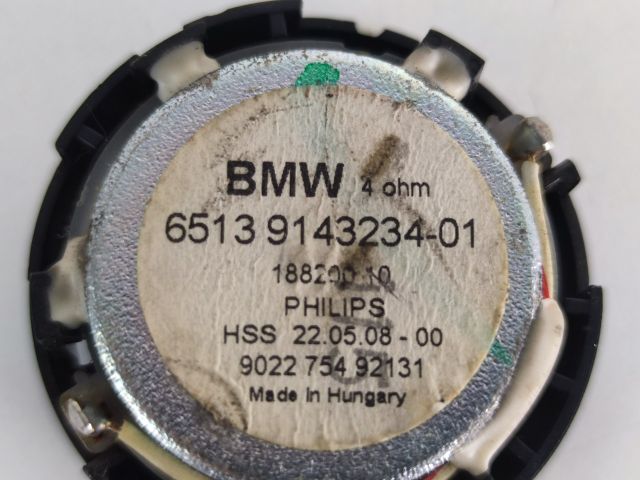 BMW 4 ohm
6513 9143234-01
188200 10
PHILIPS
HSS 22.05.08 - 00
9022 754 92131
Made In Hungary